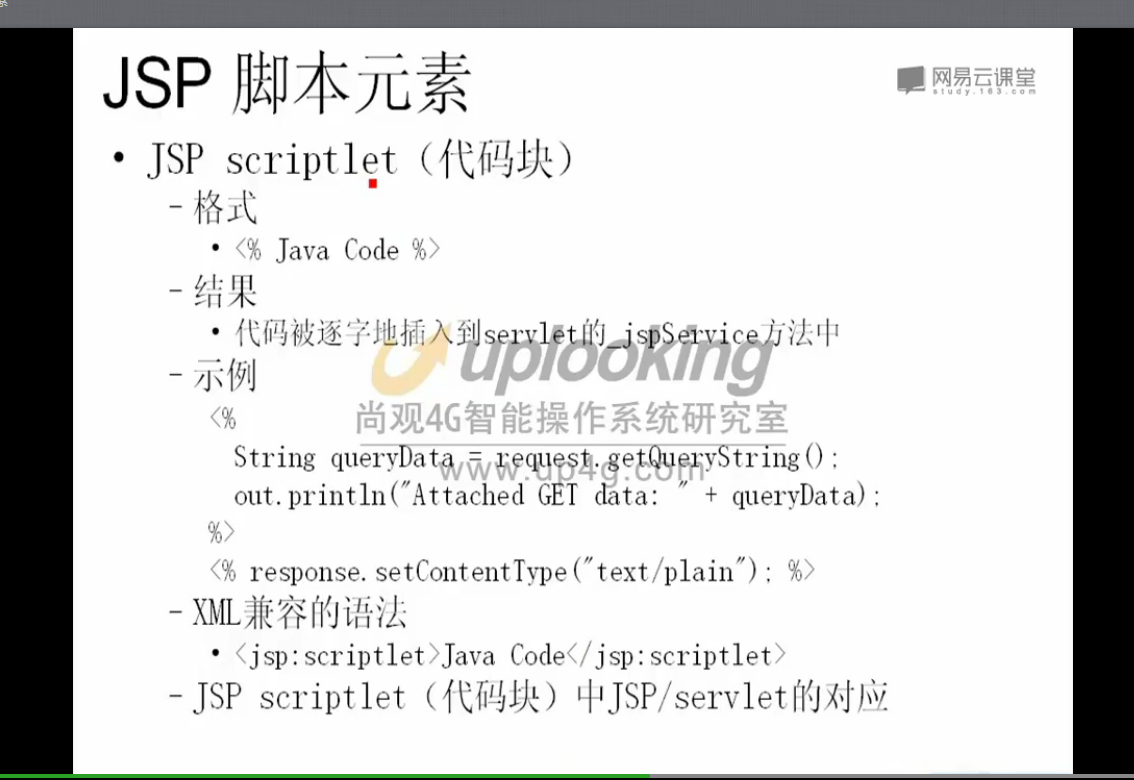 JSP 脚本元素
网易云课堂
study.163.com
• JSP scriptlet（代码块）
– 格式
• <% Java Code %>
– 结果
• 代码被逐字地插入到servlet的_jspService方法中
– 示例
uplooking
<%
尚观4G智能操作系统研究室
String queryData = request.getQueryString();
www.up4g.com
out.println("Attached GET data: " + queryData);
%>
<% response.setContentType("text/plain"); %>
– XML兼容的语法
• <jsp:scriptlet>Java Code</jsp:scriptlet>
– JSP scriptlet（代码块）中JSP/servlet的对应